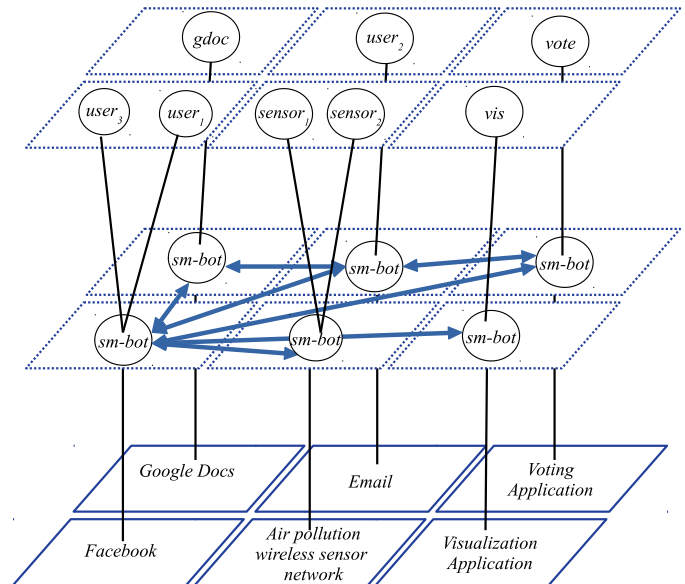 gdoc
user2
vote
user3
user1
sensor1
sensor2
vis
sm-bot
sm-bot
sm-bot
sm-bot
sm-bot
sm-bot
Google Docs
Email
Voting
Application
Facebook
Air pollution
wireless sensor
network
Visualization
Application